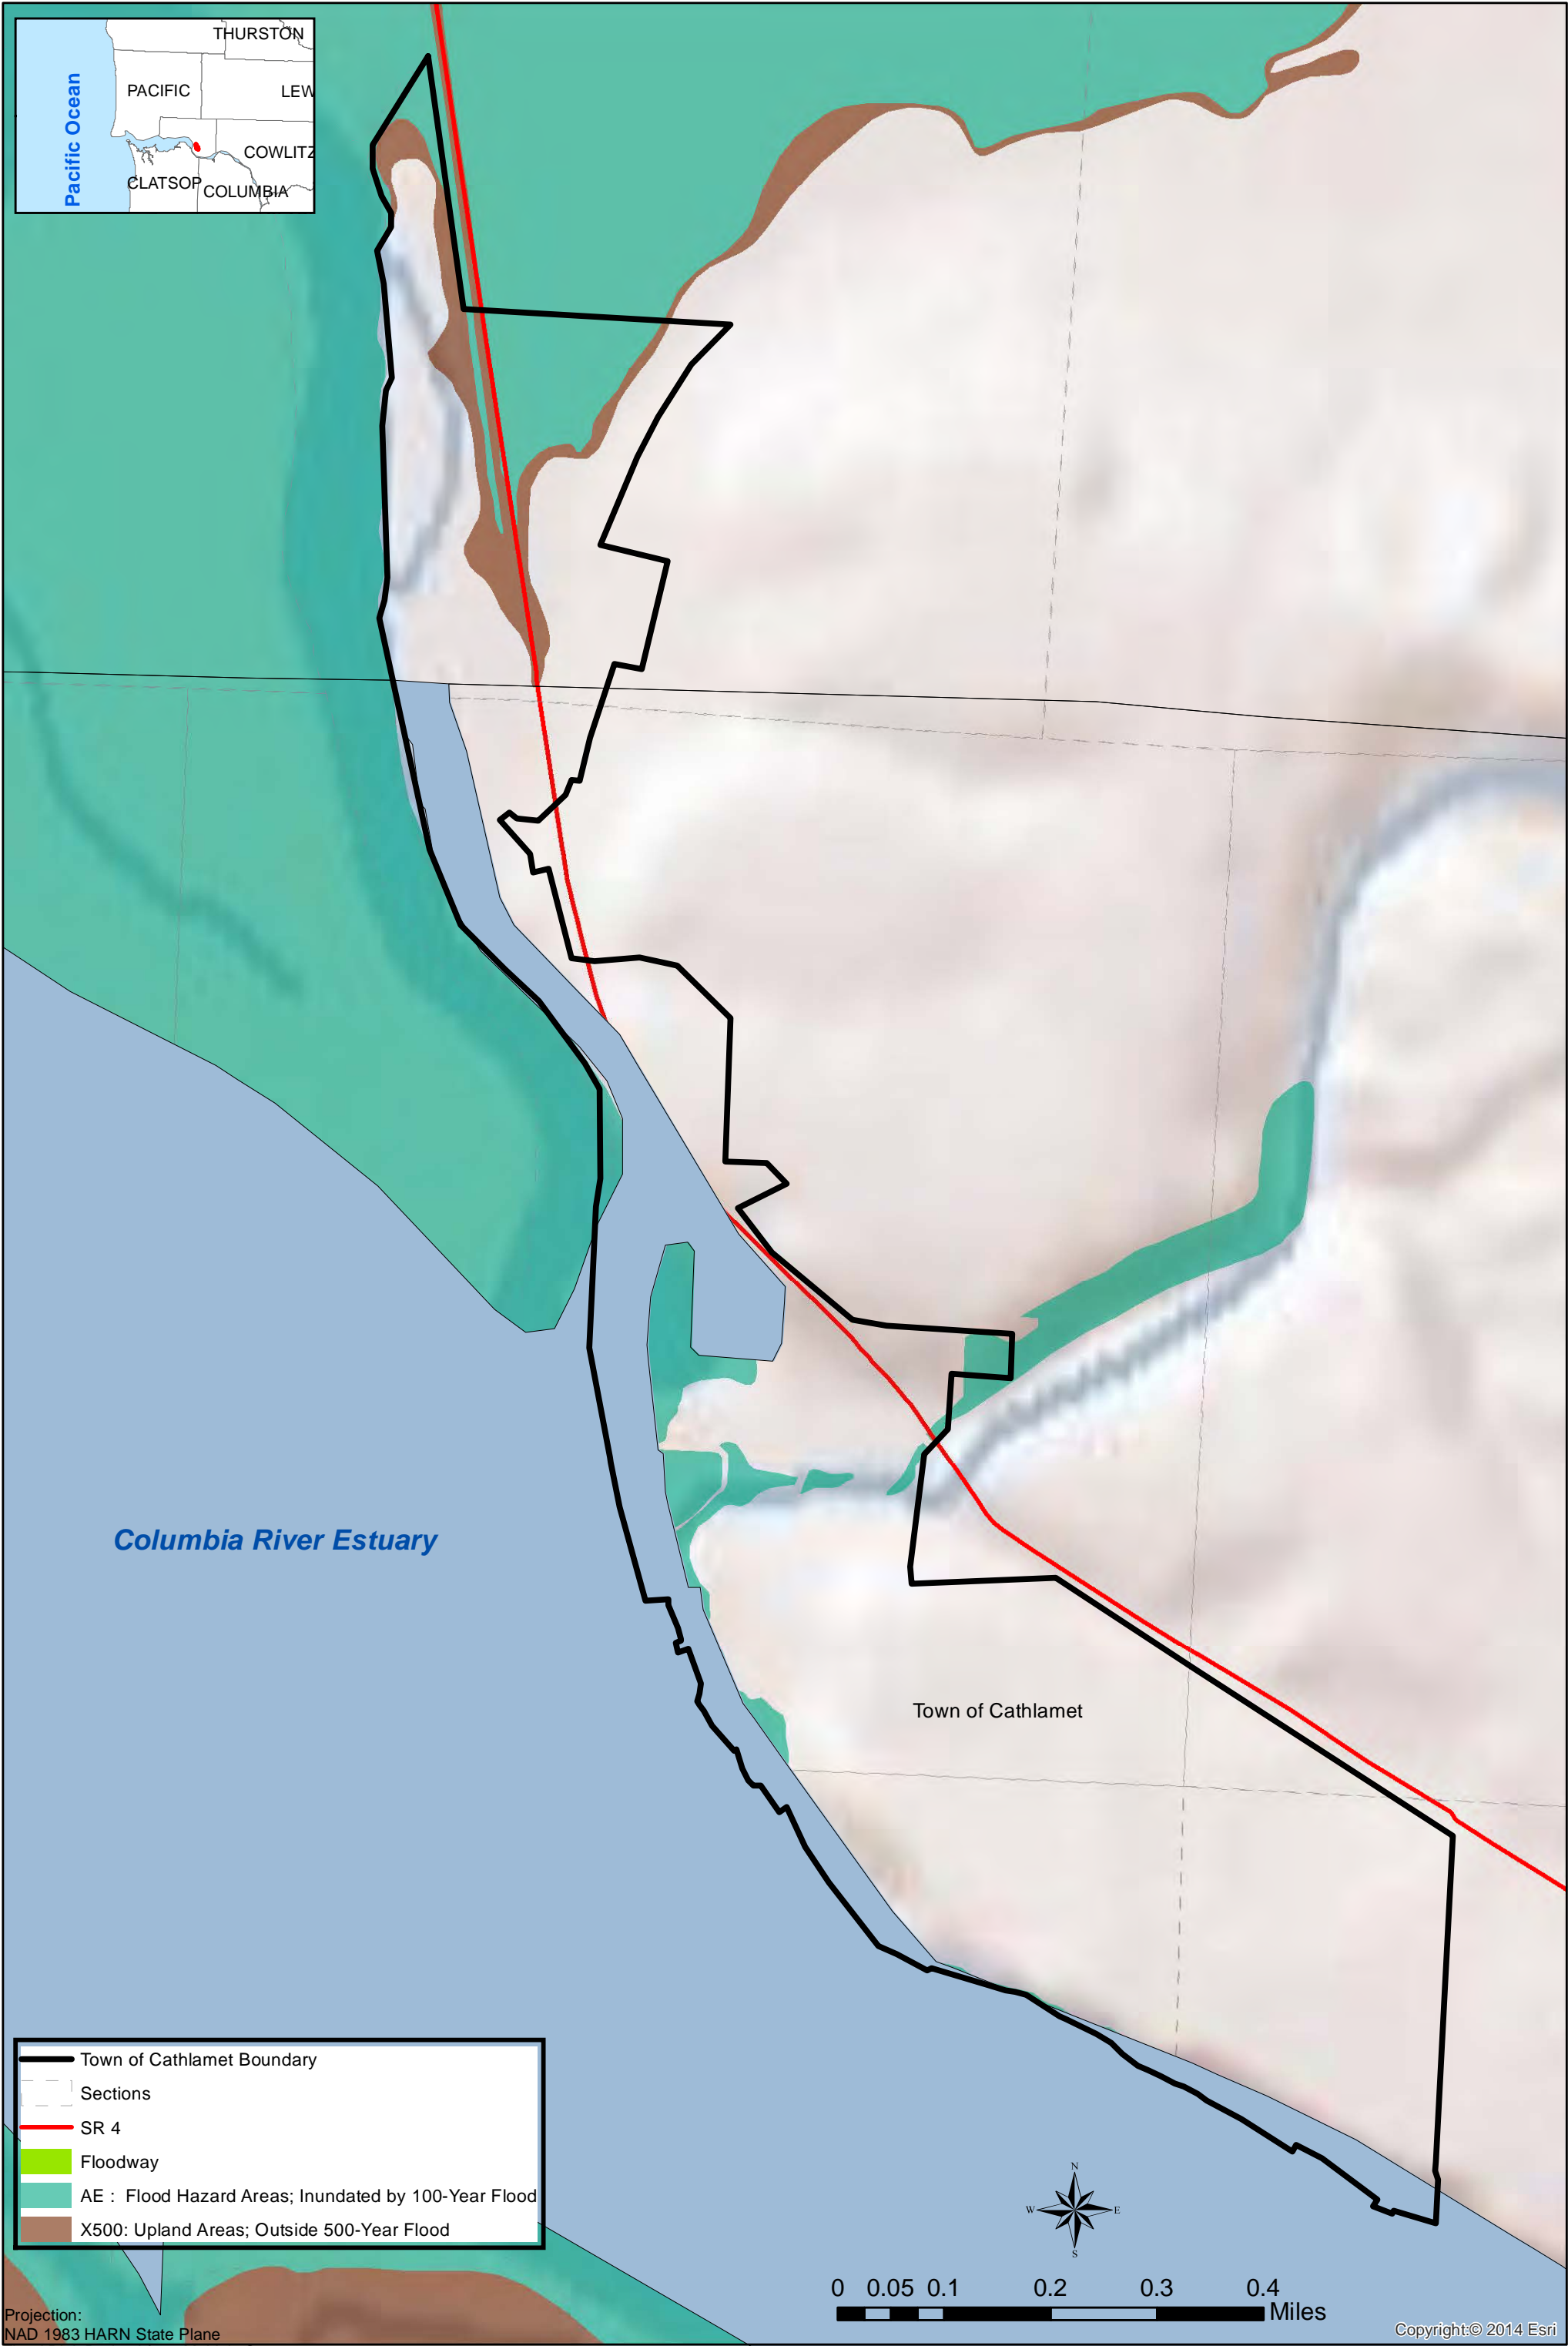 THURSTON
PACIFIC
LEW
Pacific Ocean
COWLITZ
CLATSOP
COLUMBIA
Columbia River Estuary
Town of Cathlamet
Town of Cathlamet Boundary
Sections
SR 4
Floodway
AE : Flood Hazard Areas; Inundated by 100-Year Flood
X500: Upland Areas; Outside 500-Year Flood
N
W E
S
0 0.05 0.1 0.2 0.3 0.4
Miles
Projection:
NAD 1983 HARN State Plane
Copyright:© 2014 Esri